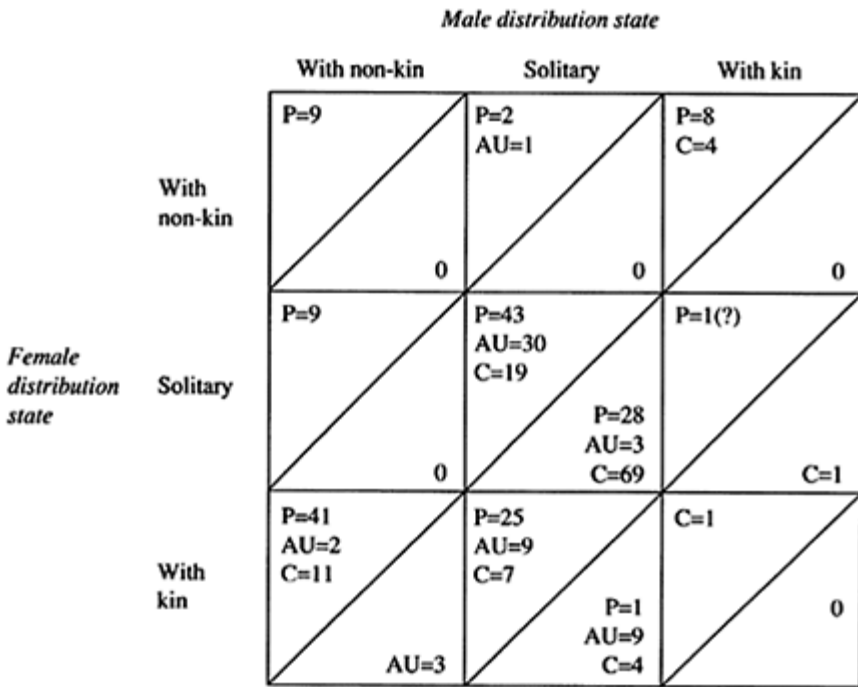 Male distribution state
With non-kin Solitary With kin
P=9 P=2 P=8
AU=1 C=4
With
non-kin
0 0 0
P=9 P=43 P=1(?)
AU=30
C=19
Female
distribution
state
Solitary
P=28
AU=3
0 C=69 C=1
P=41 P=25 C=1
AU=2 AU=9
C=11 C=7
With
kin
P=1 0
AU=9
AU=3 C=4